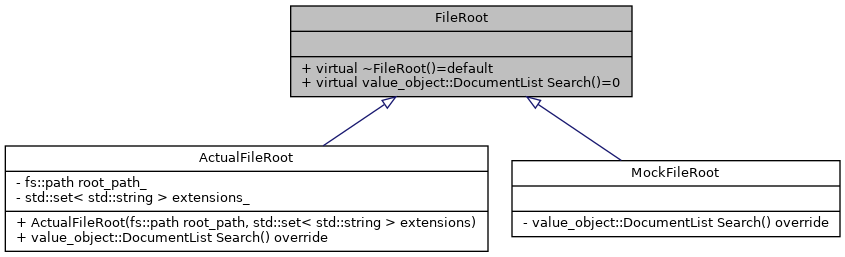 FileRoot
+ virtual ~FileRoot()=default
+ virtual value_object::DocumentList Search()=0
ActualFileRoot
- fs::path root_path_
- std::set< std::string > extensions_
+ ActualFileRoot(fs::path root_path, std::set< std::string > extensions)
+ value_object::DocumentList Search() override
MockFileRoot
- value_object::DocumentList Search() override